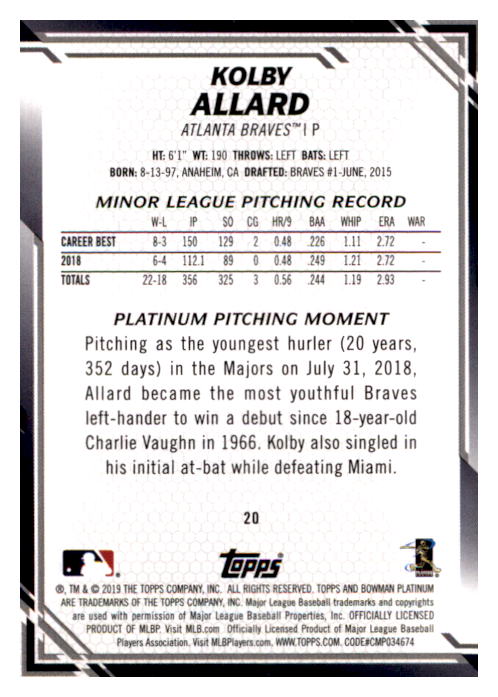 KOLBY
ALLARD
ATLANTA BRAVES™ | P
HT: 6'1" WT: 190 THROWS: LEFT BATS: LEFT
BORN: 8-13-97, ANAHEIM, CA DRAFTED: BRAVES #1-JUNE, 2015
MINOR LEAGUE PITCHING RECORD
W-L IP SO CG HR/9 BAA WHIP ERA WAR
CAREER BEST 8-3 150 129 2 0.48 .226 1.11 2.72 -
2018 6-4 112.1 89 0 0.48 .249 1.21 2.72 -
TOTALS 22-18 356 325 3 0.56 .244 1.19 2.93 -
PLATINUM PITCHING MOMENT
Pitching as the youngest hurler (20 years,
352 days) in the Majors on July 31, 2018,
Allard became the most youthful Braves
left-hander to win a debut since 18-year-old
Charlie Vaughn in 1966. Kolby also singled in
his initial at-bat while defeating Miami.
20
TOPPS
®, TM & © 2019 THE TOPPS COMPANY, INC. ALL RIGHTS RESERVED. TOPPS AND BOWMAN PLATINUM
ARE TRADEMARKS OF THE TOPPS COMPANY, INC. Major League Baseball trademarks and copyrights
are used with permission of Major League Baseball Properties, Inc. OFFICIALLY LICENSED
PRODUCT OF MLBP. Visit MLB.com Officially Licensed Product of Major League Baseball
Players Association. Visit MLBPlayers.com. WWW.TOPPS.COM. CODE#CMP034674